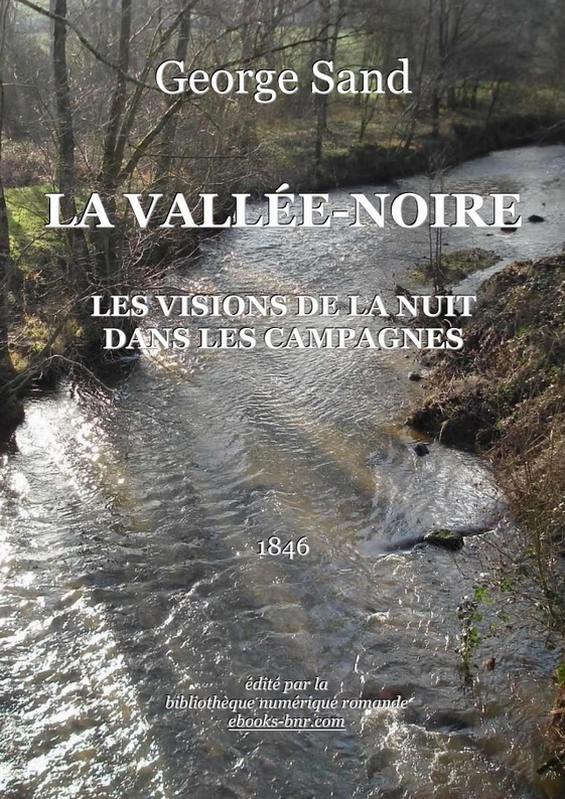 George Sand
LA VALLÉE-NOIRE
LES VISIONS DE LA NUIT
DANS LES CAMPAGNES
1846
édité par la
bibliothèque numérique romande
ebooks-bnr.com